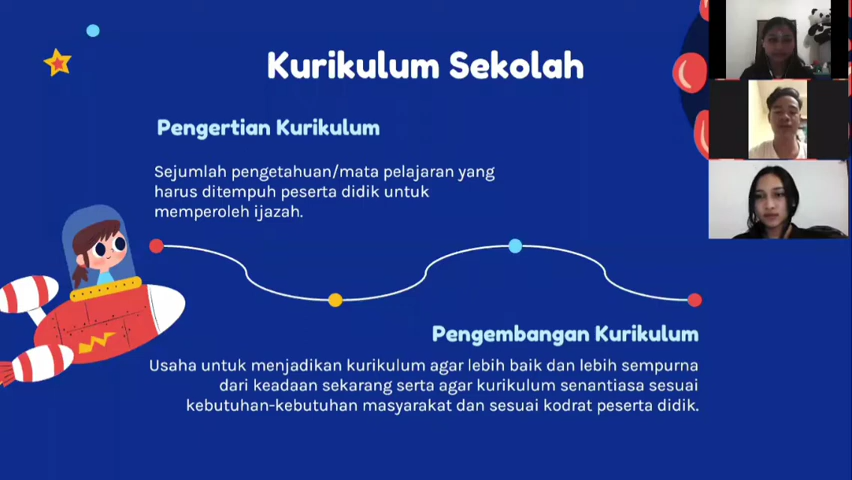 Kurikulum Sekolah
Pengertian Kurikulum
Sejumlah pengetahuan/mata pelajaran yang
harus ditempuh peserta didik untuk
memperoleh ijazah.
Pengembangan Kurikulum
Usaha untuk menjadikan kurikulum agar lebih baik dan lebih sempurna
dari keadaan sekarang serta agar kurikulum senantiasa sesuai
kebutuhan-kebutuhan masyarakat dan sesuai kodrat peserta didik.